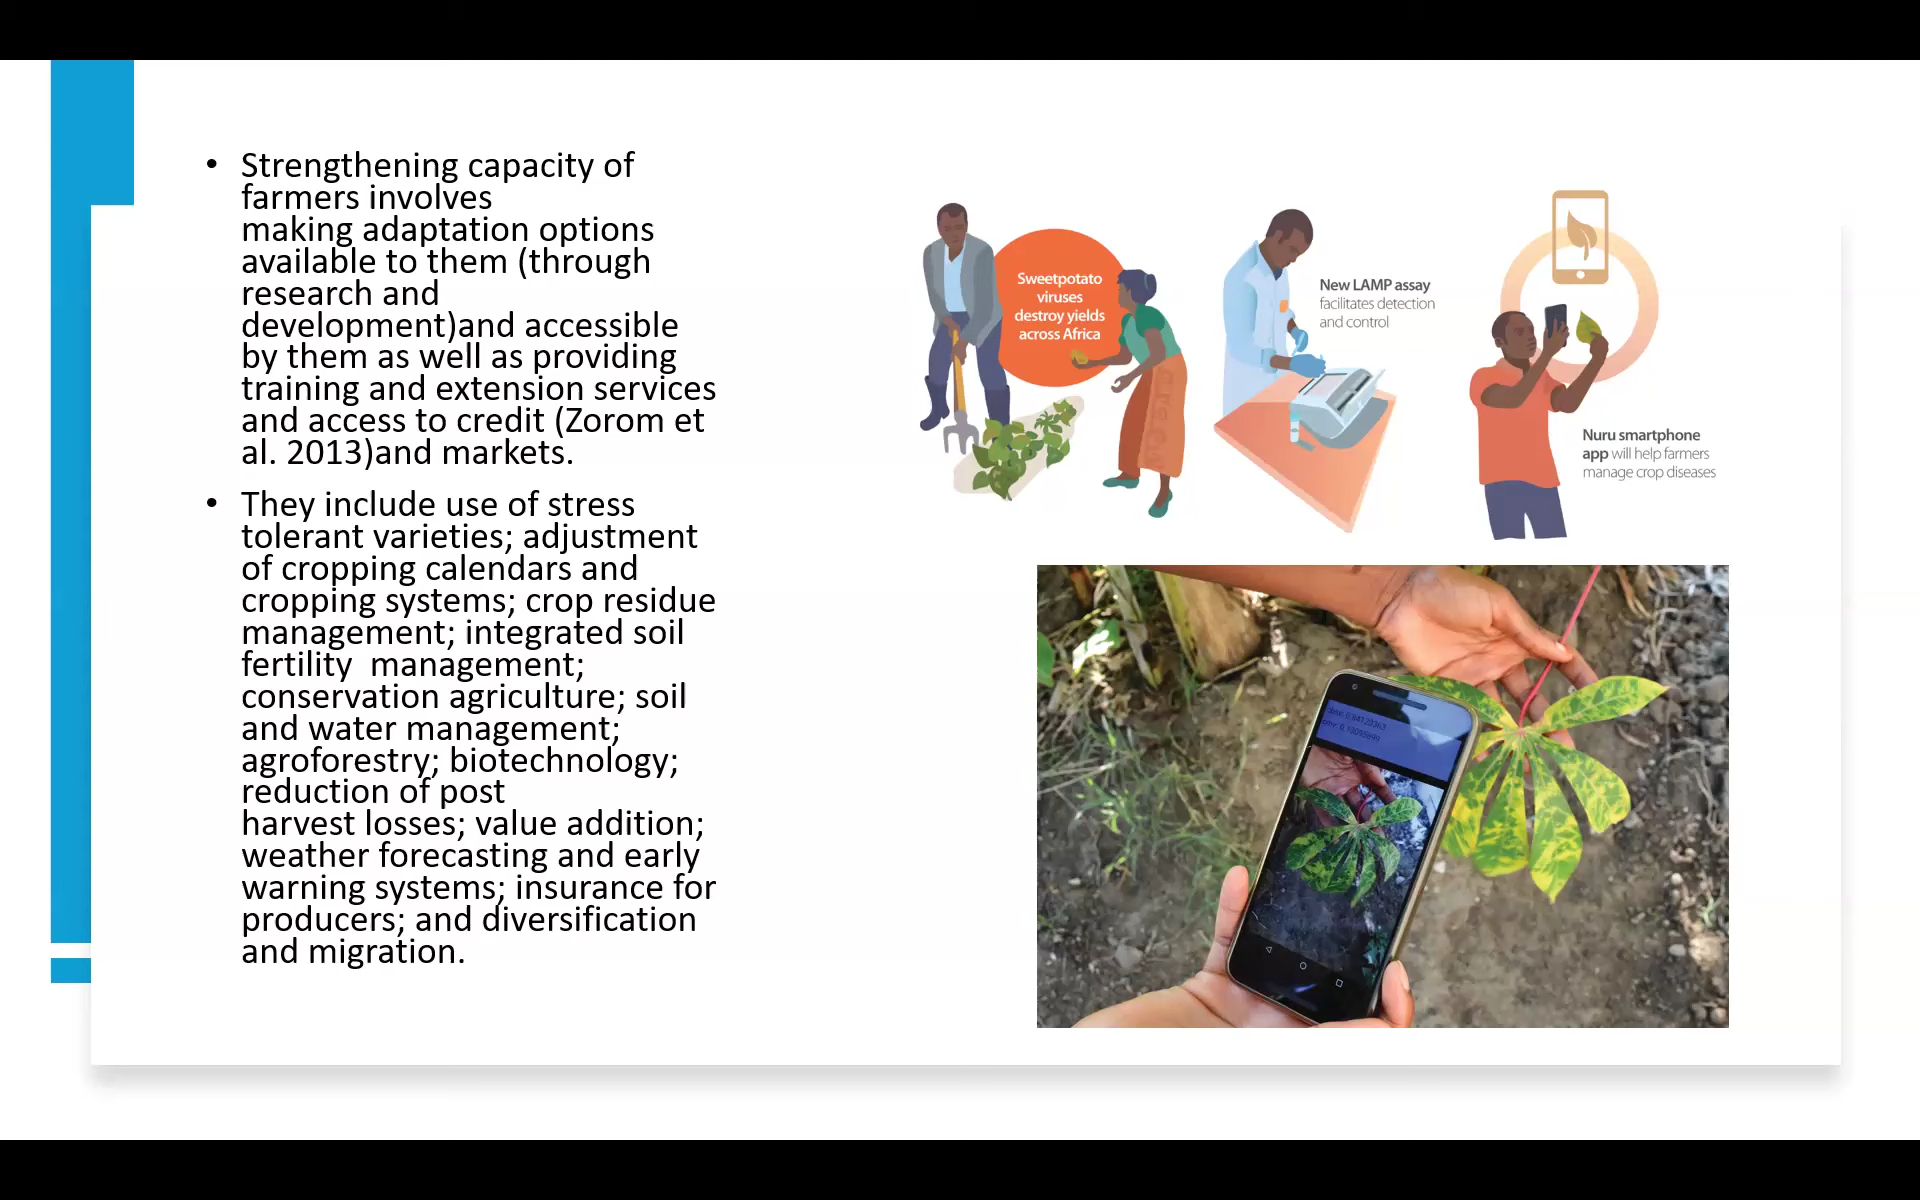 • Strengthening capacity of
farmers involves
making adaptation options
available to them (through
research and
development)and accessible
by them as well as providing
training and extension services
and access to credit (Zorom et
al. 2013)and markets.
• They include use of stress
tolerant varieties; adjustment
of cropping calendars and
cropping systems; crop residue
management; integrated soil
fertility  management;
conservation agriculture; soil
and water management;
agroforestry; biotechnology;
reduction of post
harvest losses; value addition;
weather forecasting and early
warning systems; insurance for
producers; and diversification
and migration.
Sweetpotato
viruses
destroy yields
across Africa
New LAMP assay
facilitates detection
and control
Nuru smartphone
app will help farmers
manage crop diseases